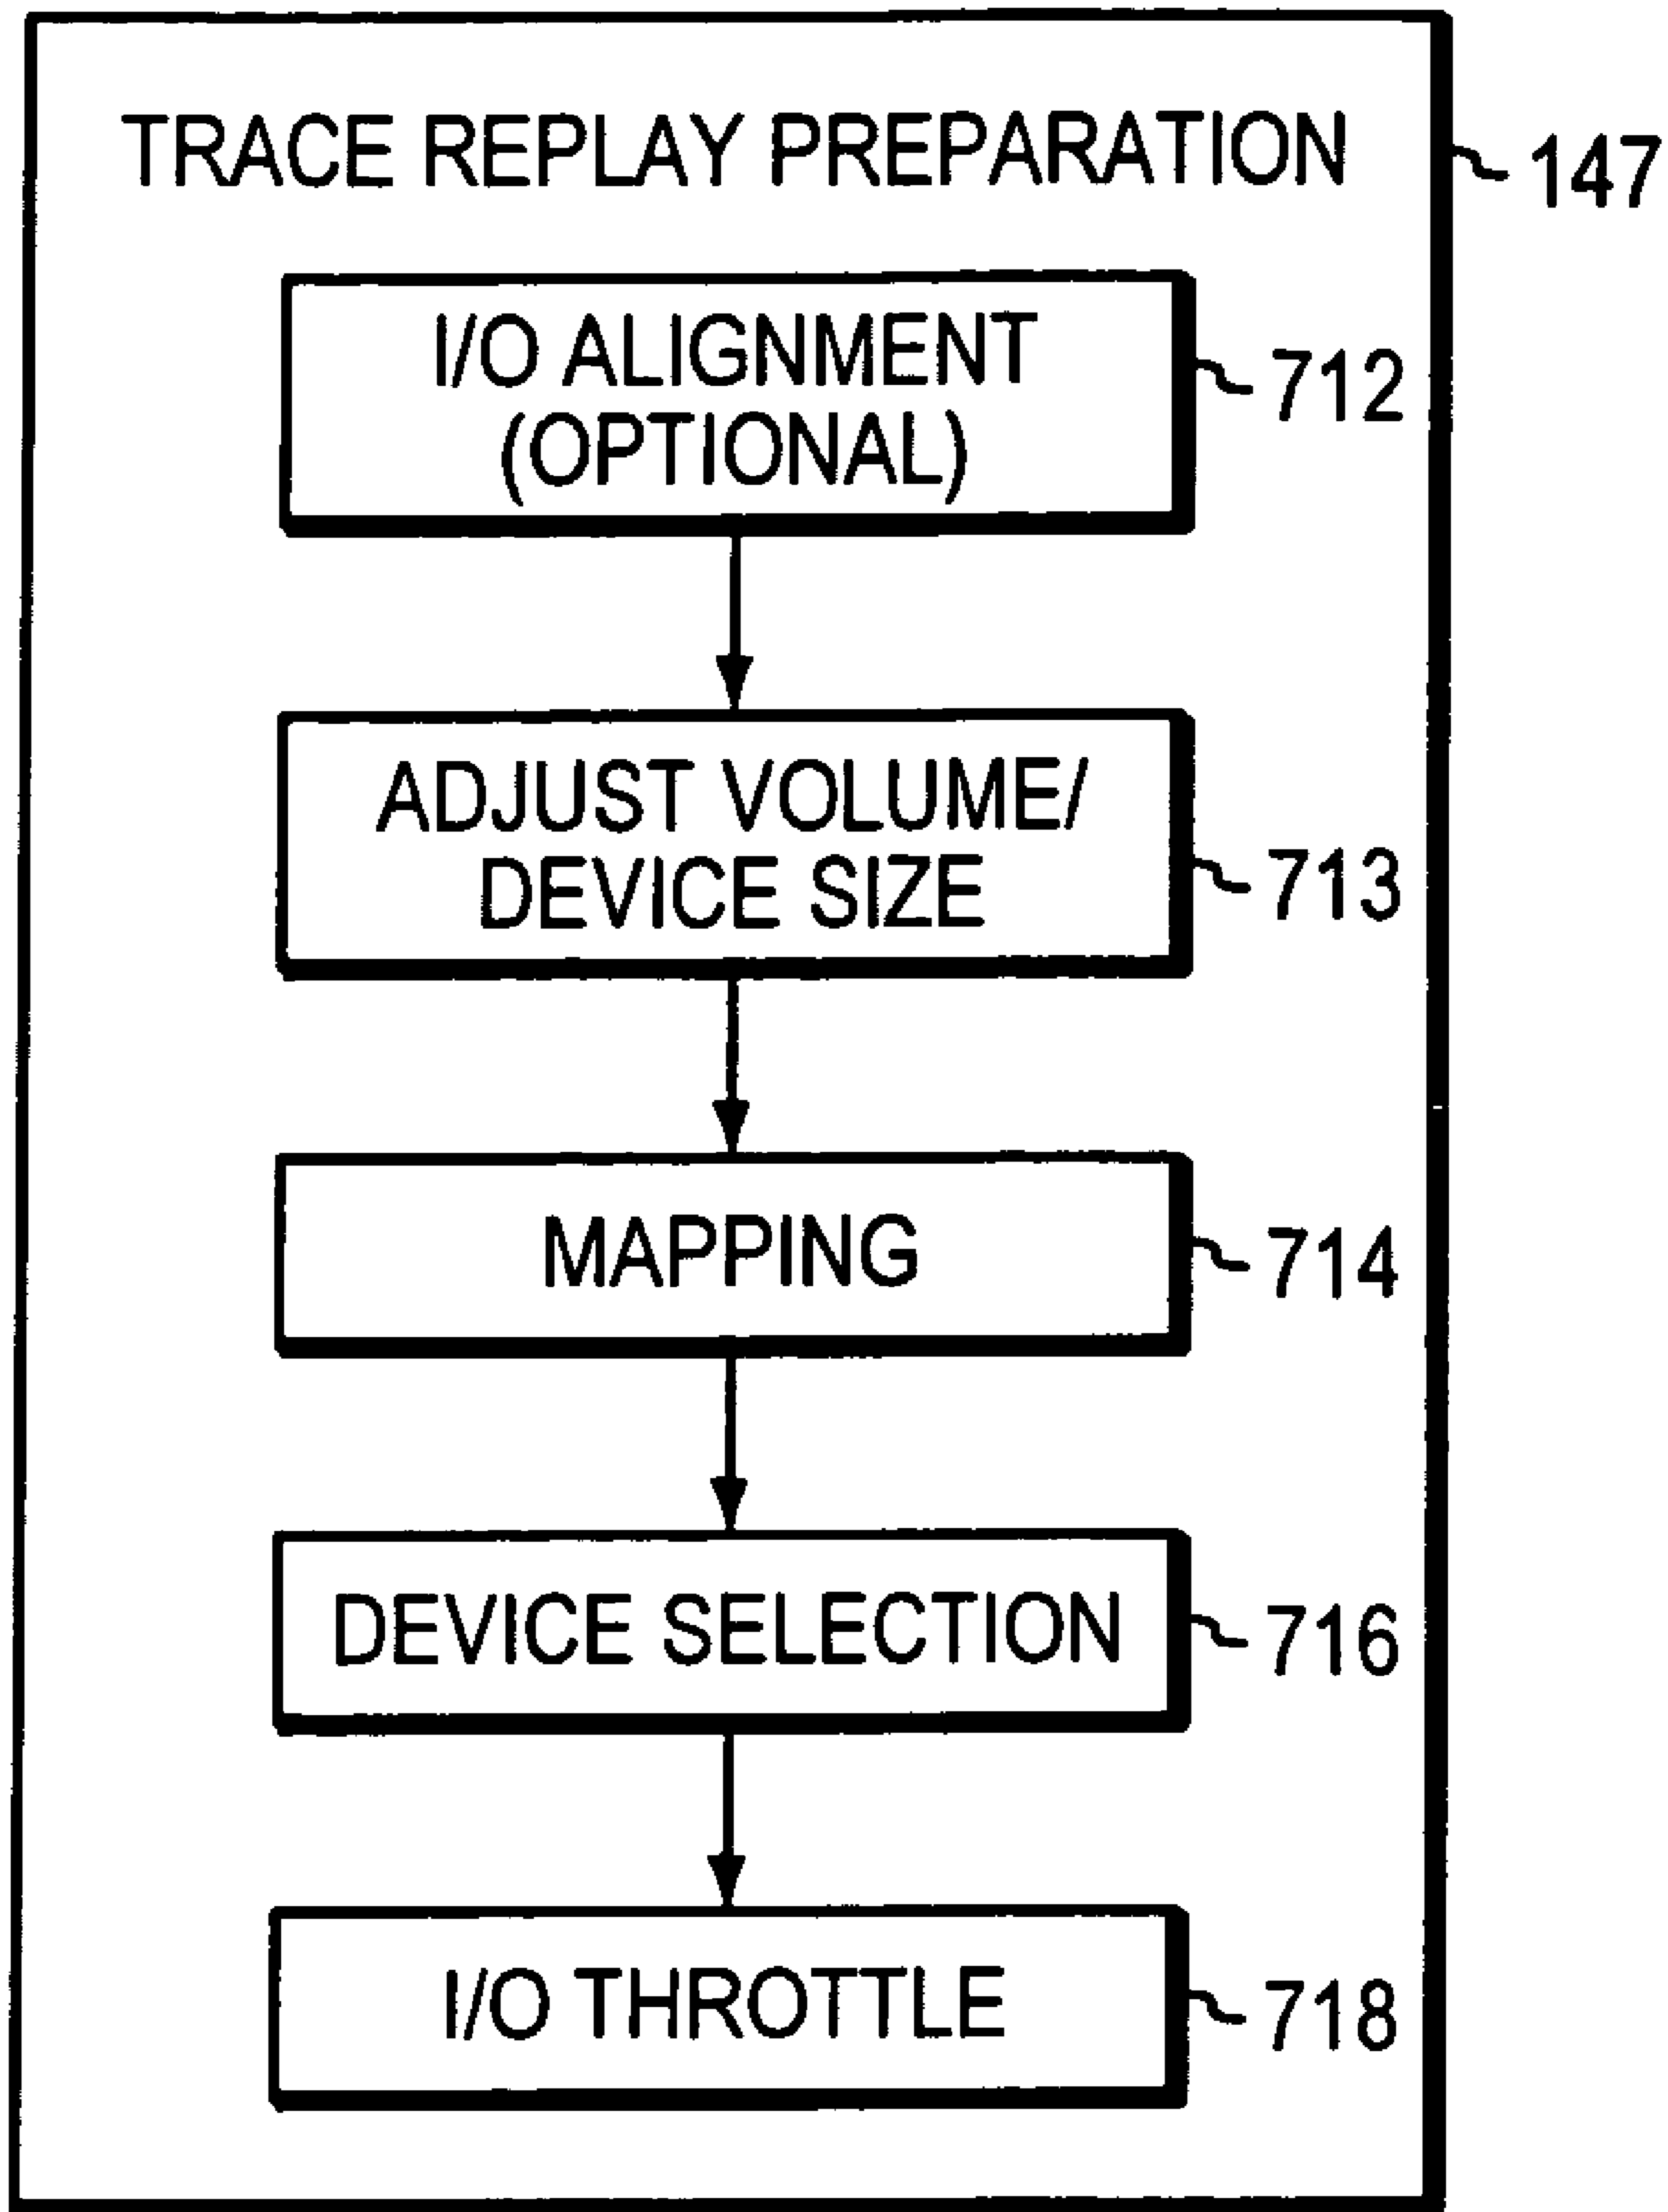 TRACE REPLAY PREPARATION
147
I/O ALIGNMENT
(OPTIONAL)
712
ADJUST VOLUME/
DEVICE SIZE
713
MAPPING
714
DEVICE SELECTION
716
I/O THROTTLE
718